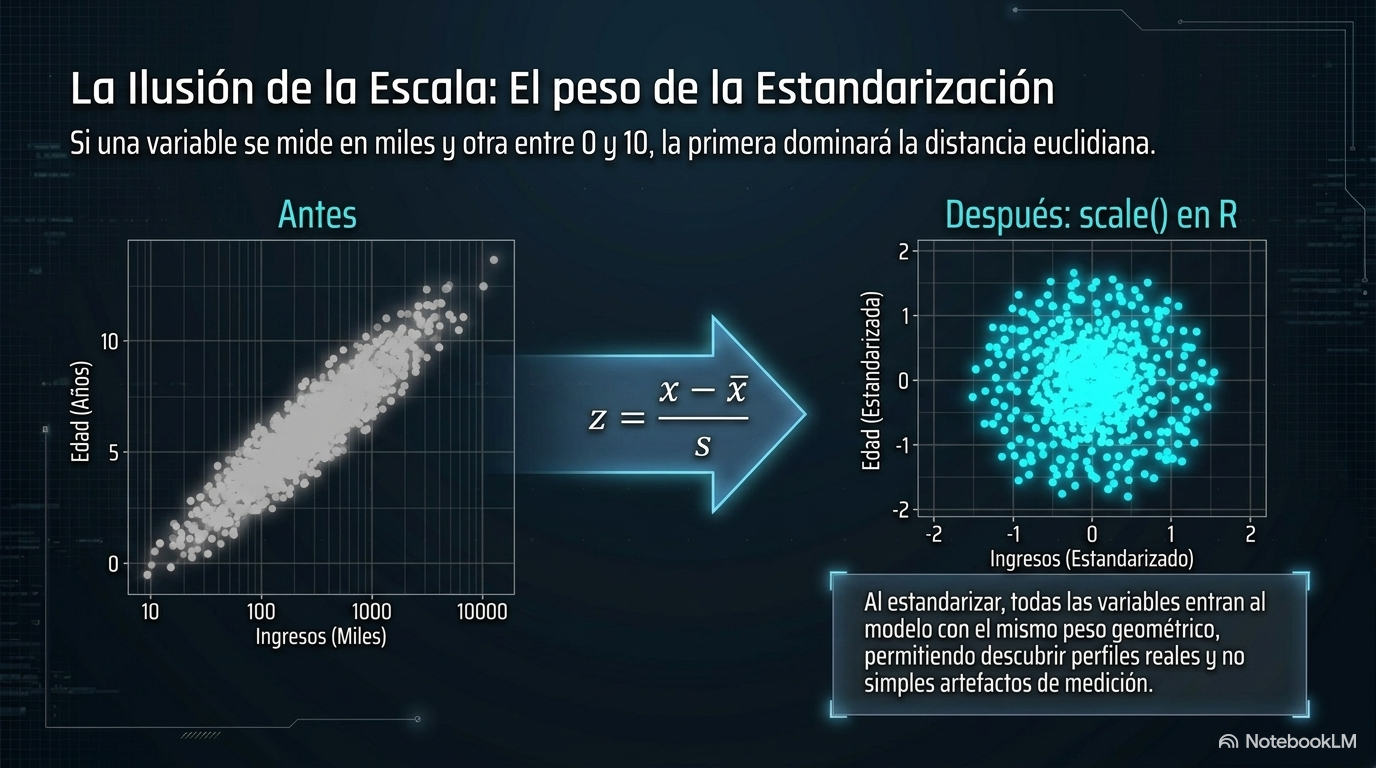 La Ilusión de la Escala: El peso de la Estandarización
Si una variable se mide en miles y otra entre 0 y 10, la primera dominará la distancia euclidiana.
Antes
Edad (Años)
10
5
0
10 100 1000 10000
Ingresos (Miles)
z = (x − x̄) / s
Después: scale() en R
Edad (Estandarizada)
2
1
0
-1
-2
-2 -1 0 1 2
Ingresos (Estandarizado)
Al estandarizar, todas las variables entran al
modelo con el mismo peso geométrico,
permitiendo descubrir perfiles reales y no
simples artefactos de medición.
NotebookLM